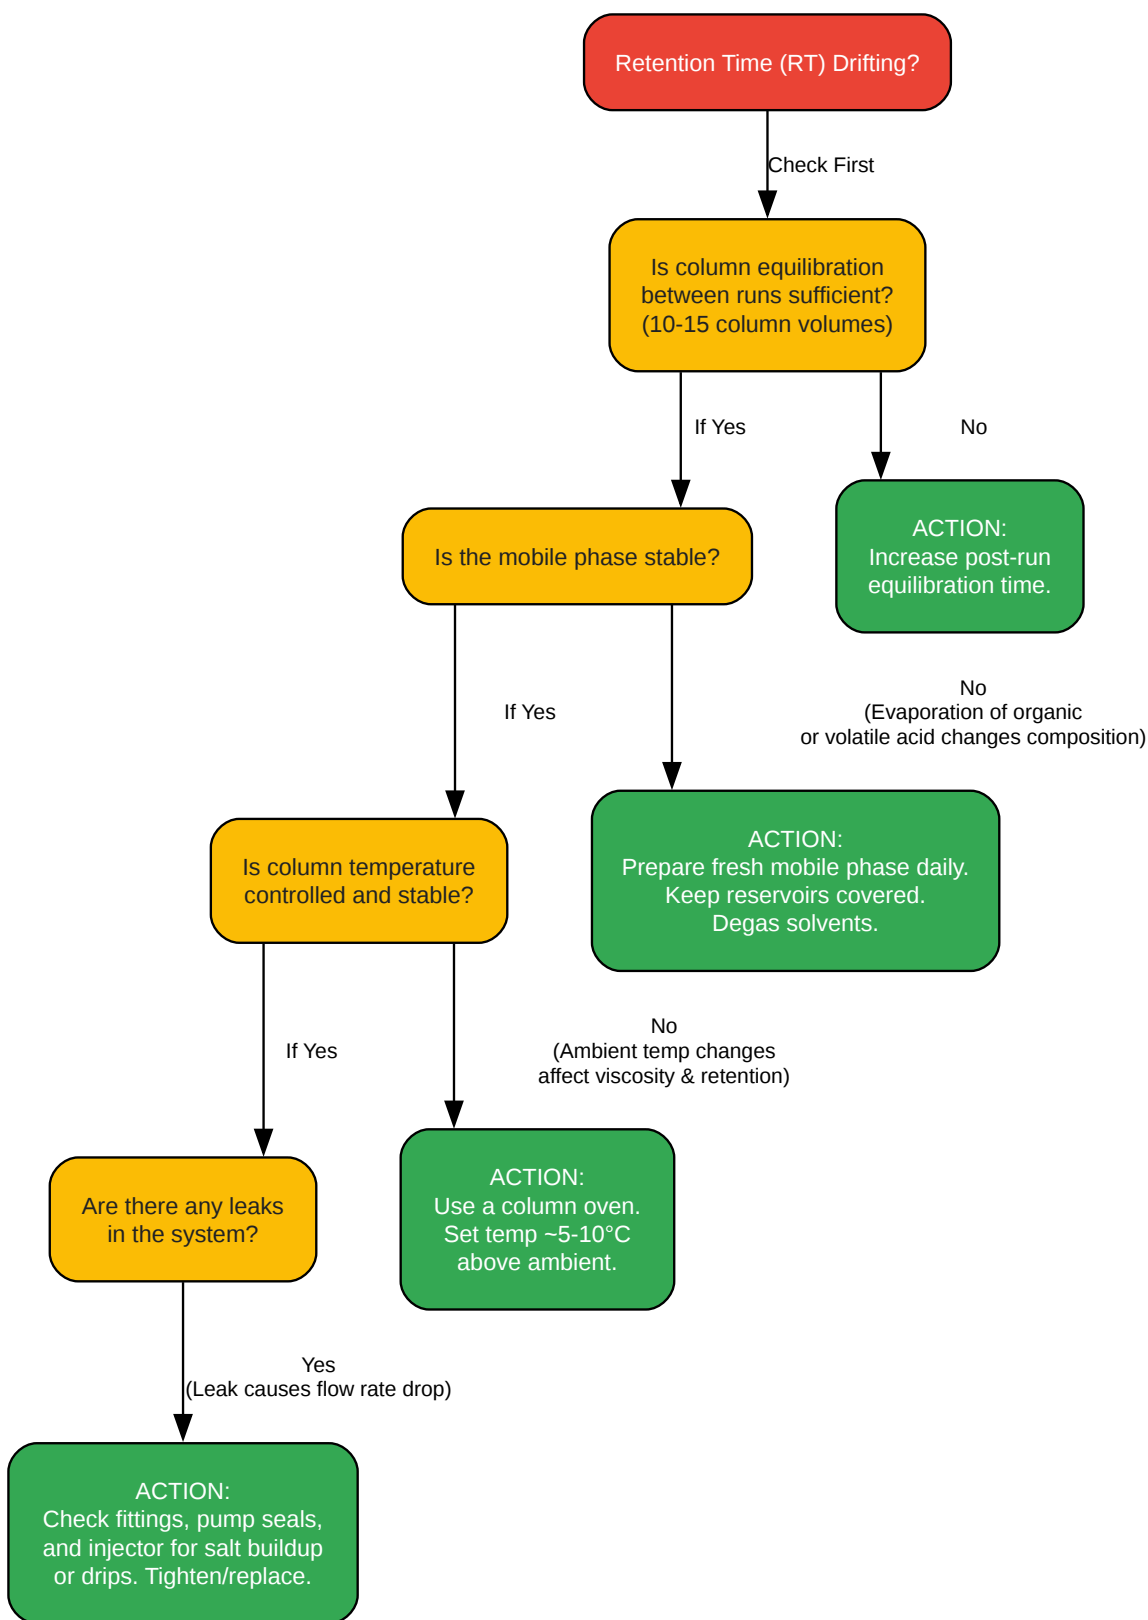 Retention Time (RT) Drifting?
Check First
Is column equilibration
between runs sufficient?
(10-15 column volumes)
If Yes
No
ACTION:
Increase post-run
equilibration time.
Is the mobile phase stable?
If Yes
No
(Evaporation of organic
or volatile acid changes composition)
ACTION:
Prepare fresh mobile phase daily.
Keep reservoirs covered.
Degas solvents.
Is column temperature
controlled and stable?
If Yes
No
(Ambient temp changes
affect viscosity & retention)
ACTION:
Use a column oven.
Set temp ~5-10°C
above ambient.
Are there any leaks
in the system?
Yes
(Leak causes flow rate drop)
ACTION:
Check fittings, pump seals,
and injector for salt buildup
or drips. Tighten/replace.